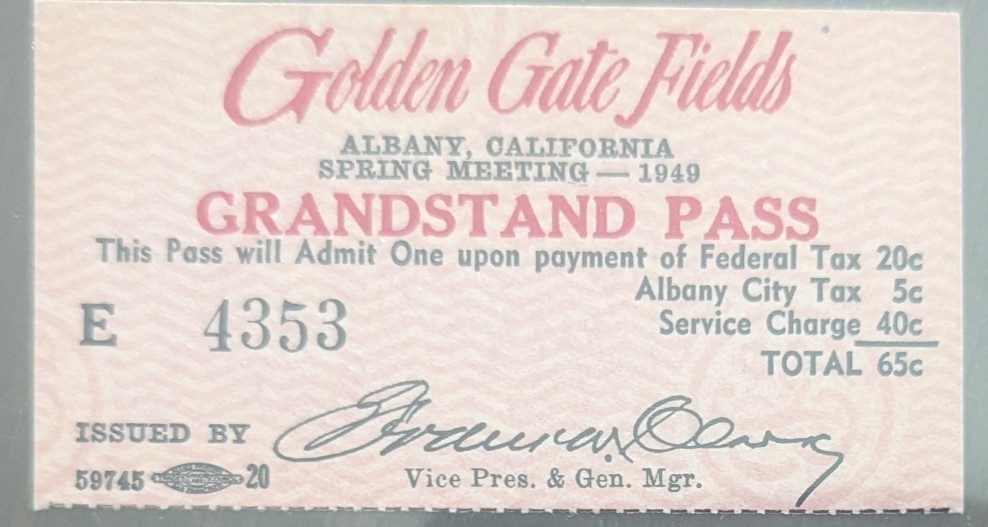 Golden Gate Fields
ALBANY, CALIFORNIA
SPRING MEETING — 1949
GRANDSTAND PASS
This Pass will Admit One upon payment of Federal Tax 20c
Albany City Tax 5c
Service Charge 40c
TOTAL 65c
E 4353
ISSUED BY
Vice Pres. & Gen. Mgr.
59745 20